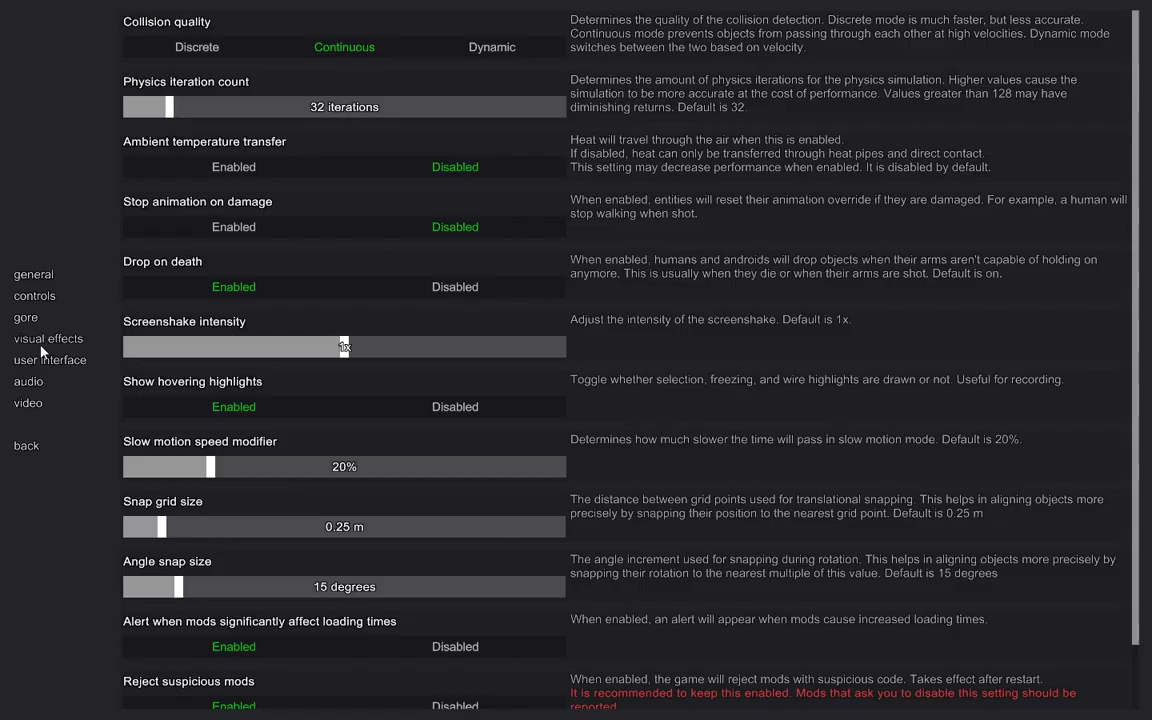 general
controls
gore
visual effects
user interface
audio
video
back
Collision quality
Discrete Continuous Dynamic
Determines the quality of the collision detection. Discrete mode is much faster, but less accurate.
Continuous mode prevents objects from passing through each other at high velocities. Dynamic mode
switches between the two based on velocity.
Physics iteration count
32 iterations
Determines the amount of physics iterations for the physics simulation. Higher values cause the
simulation to be more accurate at the cost of performance. Values greater than 128 may have
diminishing returns. Default is 32.
Ambient temperature transfer
Enabled Disabled
Heat will travel through the air when this is enabled.
If disabled, heat can only be transferred through heat pipes and direct contact.
This setting may decrease performance when enabled. It is disabled by default.
Stop animation on damage
Enabled Disabled
When enabled, entities will reset their animation override if they are damaged. For example, a human will
stop walking when shot.
Drop on death
Enabled Disabled
When enabled, humans and androids will drop objects when their arms aren't capable of holding on
anymore. This is usually when they die or when their arms are shot. Default is on.
Screenshake intensity
1x
Adjust the intensity of the screenshake. Default is 1x.
Show hovering highlights
Enabled Disabled
Toggle whether selection, freezing, and wire highlights are drawn or not. Useful for recording.
Slow motion speed modifier
20%
Determines how much slower the time will pass in slow motion mode. Default is 20%.
Snap grid size
0.25 m
The distance between grid points used for translational snapping. This helps in aligning objects more
precisely by snapping their position to the nearest grid point. Default is 0.25 m
Angle snap size
15 degrees
The angle increment used for snapping during rotation. This helps in aligning objects more precisely by
snapping their rotation to the nearest multiple of this value. Default is 15 degrees
Alert when mods significantly affect loading times
Enabled Disabled
When enabled, an alert will appear when mods cause increased loading times.
Reject suspicious mods
Enabled Disabled
When enabled, the game will reject mods with suspicious code. Takes effect after restart.
It is recommended to keep this enabled. Mods that ask you to disable this setting should be
reported.